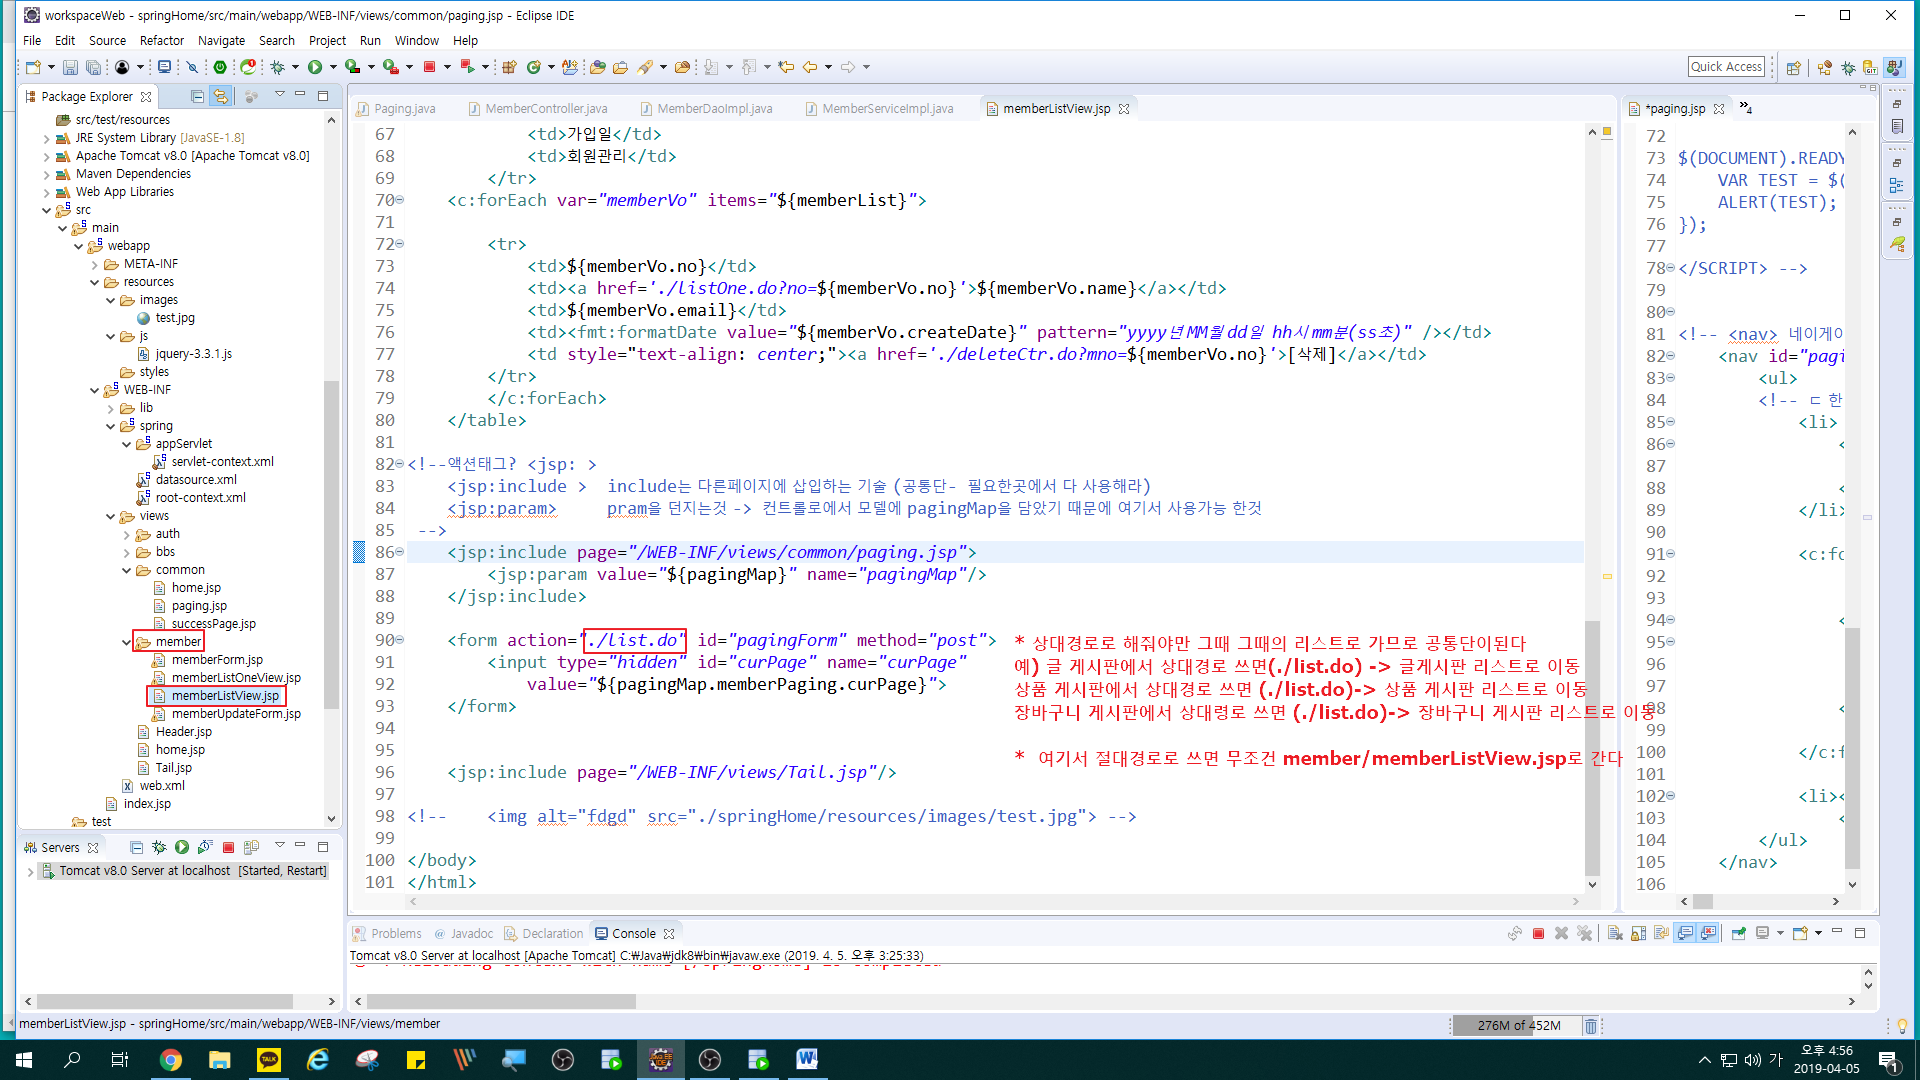 workspaceWeb - springHome/src/main/webapp/WEB-INF/views/common/paging.jsp - Eclipse IDE
File Edit Source Refactor Navigate Search Project Run Window Help
Quick Access
Package Explorer
src/test/resources
JRE System Library [JavaSE-1.8]
Apache Tomcat v8.0 [Apache Tomcat v8.0]
Maven Dependencies
Web App Libraries
src
main
webapp
META-INF
resources
images
test.jpg
js
jquery-3.3.1.js
styles
WEB-INF
lib
spring
appServlet
servlet-context.xml
datasource.xml
root-context.xml
views
auth
bbs
common
home.jsp
paging.jsp
successPage.jsp
member
memberForm.jsp
memberListOneView.jsp
memberListView.jsp
memberUpdateForm.jsp
Header.jsp
home.jsp
Tail.jsp
web.xml
index.jsp
test
Servers
Tomcat v8.0 Server at localhost [Started, Restart]
Paging.java MemberController.java MemberDaoImpl.java MemberServiceImpl.java memberListView.jsp
67 <td>가입일</td>
68 <td>회원관리</td>
69 </tr>
70 <c:forEach var="memberVo" items="${memberList}">
71
72 <tr>
73 <td>${memberVo.no}</td>
74 <td><a href='./listOne.do?no=${memberVo.no}'>${memberVo.name}</a></td>
75 <td>${memberVo.email}</td>
76 <td><fmt:formatDate value="${memberVo.createDate}" pattern="yyyy년MM월dd일 hh시mm분(ss초)" /></td>
77 <td style="text-align: center;"><a href='./deleteCtr.do?mno=${memberVo.no}'>[삭제]</a></td>
78 </tr>
79 </c:forEach>
80 </table>
81
82 <!--액션태그? <jsp: >
83 <jsp:include > include는 다른페이지에 삽입하는 기술 (공통단- 필요한곳에서 다 사용해라)
84 <jsp:param> pram을 던지는것 -> 컨트롤로에서 모델에 pagingMap을 담았기 때문에 여기서 사용가능 한것
85 -->
86 <jsp:include page="/WEB-INF/views/common/paging.jsp">
87 <jsp:param value="${pagingMap}" name="pagingMap"/>
88 </jsp:include>
89
90 <form action="./list.do" id="pagingForm" method="post">
91 <input type="hidden" id="curPage" name="curPage"
92 value="${pagingMap.memberPaging.curPage}">
93 </form>
94
95
96 <jsp:include page="/WEB-INF/views/Tail.jsp"/>
97
98 <!-- <img alt="fdgd" src="./springHome/resources/images/test.jpg"> -->
99
100 </body>
101 </html>
* 상대경로로 해줘야만 그때 그때의 리스트로 가므로 공통단이된다
예) 글 게시판에서 상대경로 쓰면(./list.do) -> 글게시판 리스트로 이동
상품 게시판에서 상대경로 쓰면 (./list.do)-> 상품 게시판 리스트로 이동
장바구니 게시판에서 상대령로 쓰면 (./list.do)-> 장바구니 게시판 리스트로 이동
* 여기서 절대경로로 쓰면 무조건 member/memberListView.jsp로 간다
*paging.jsp »4
72
73 $(DOCUMENT).READY
74 VAR TEST = $(
75 ALERT(TEST);
76 });
77
78 </SCRIPT> -->
79
80
81 <!-- <nav> 네이게이
82 <nav id="pagi
83 <ul>
84 <!-- ㄷ 한
85 <li>
86 <
87
88 <
89 </li>
90
91 <c:fo
92
93
94 <
95
96
97
98 <
99
100 </c:f
101
102 <li><
103 <
104 </ul>
105 </nav>
106
Problems Javadoc Declaration Console
Tomcat v8.0 Server at localhost [Apache Tomcat] C:₩Java₩jdk8₩bin₩javaw.exe (2019. 4. 5. 오후 3:25:33)
memberListView.jsp - springHome/src/main/webapp/WEB-INF/views/member
276M of 452M
TALK
가
오후 4:56
2019-04-05
1